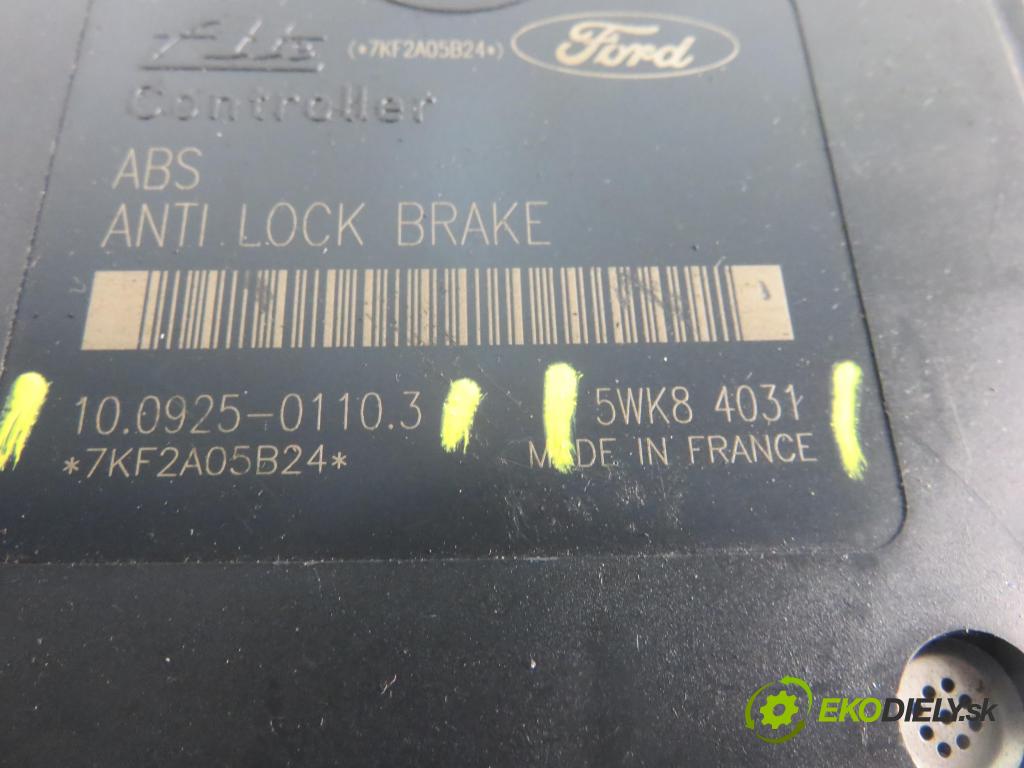 (*7KF2A05B24*) Ford
Controller
ABS
ANTI LOCK BRAKE
10.0925-0110.3 5WK8 4031
*7KF2A05B24* MADE IN FRANCE
EKODIELY.sk